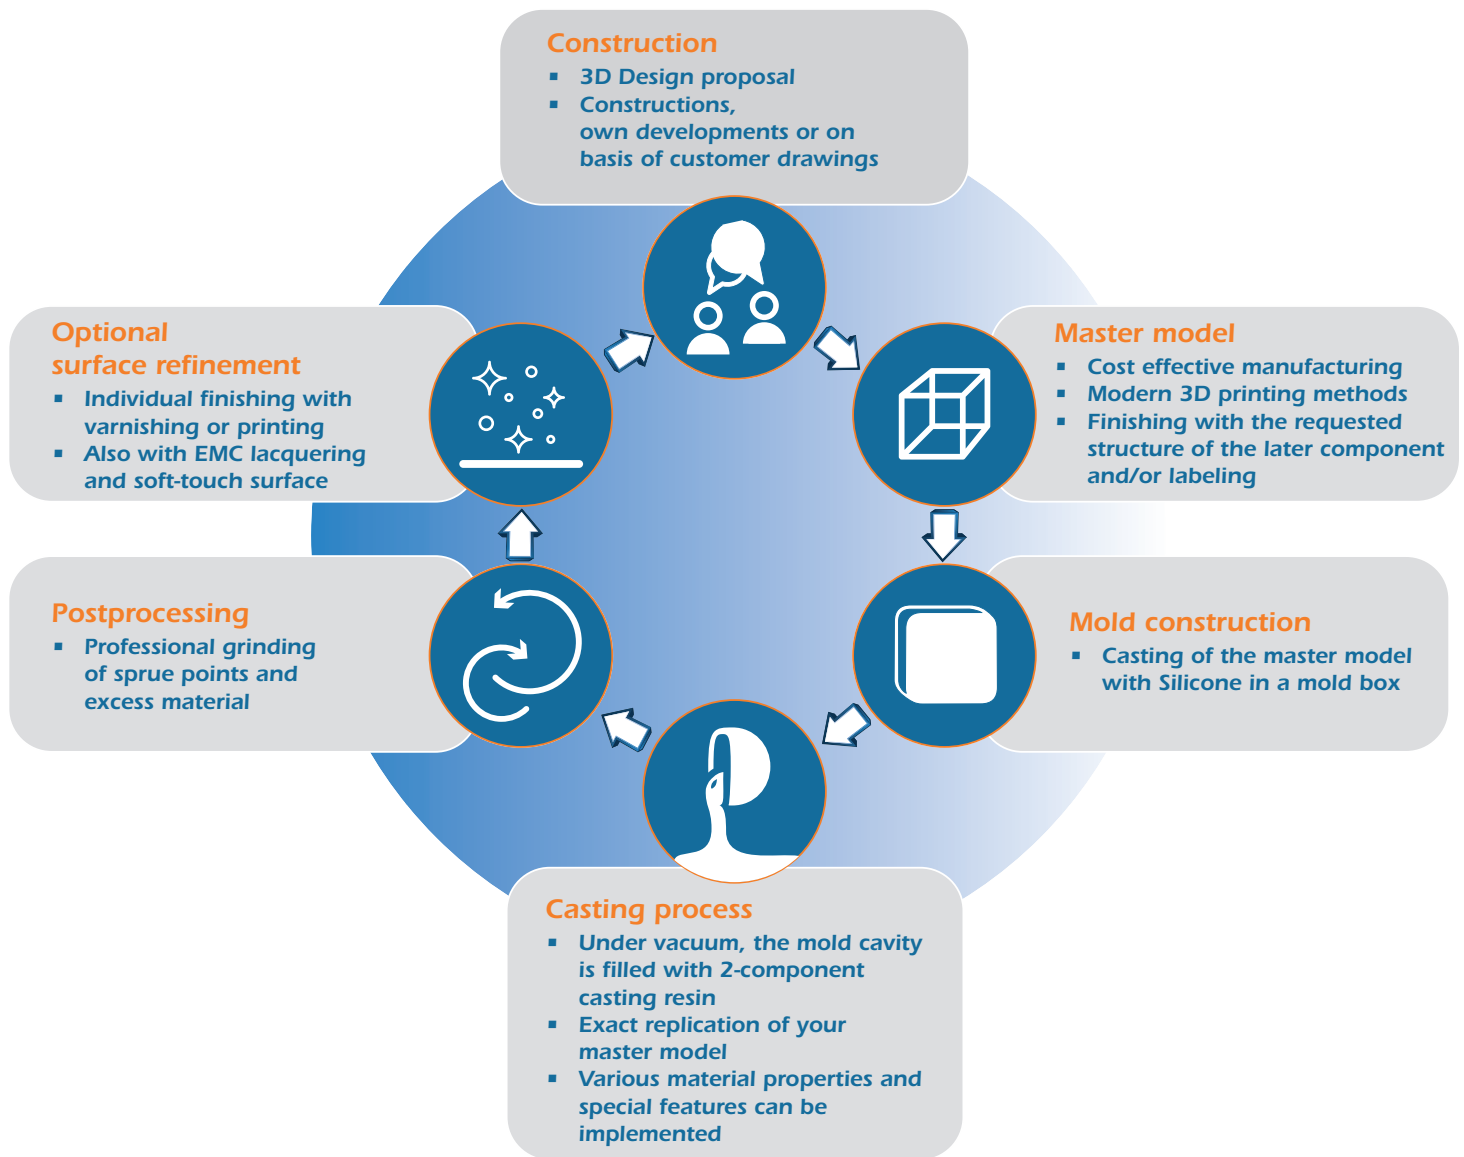 Construction
▪ 3D Design proposal
▪ Constructions,
own developments or on
basis of customer drawings
Master model
▪ Cost effective manufacturing
▪ Modern 3D printing methods
▪ Finishing with the requested
structure of the later component
and/or labeling
Mold construction
▪ Casting of the master model
with Silicone in a mold box
Casting process
▪ Under vacuum, the mold cavity
is filled with 2-component
casting resin
▪ Exact replication of your
master model
▪ Various material properties and
special features can be
implemented
Postprocessing
▪ Professional grinding
of sprue points and
excess material
Optional
surface refinement
▪ Individual finishing with
varnishing or printing
▪ Also with EMC lacquering
and soft-touch surface